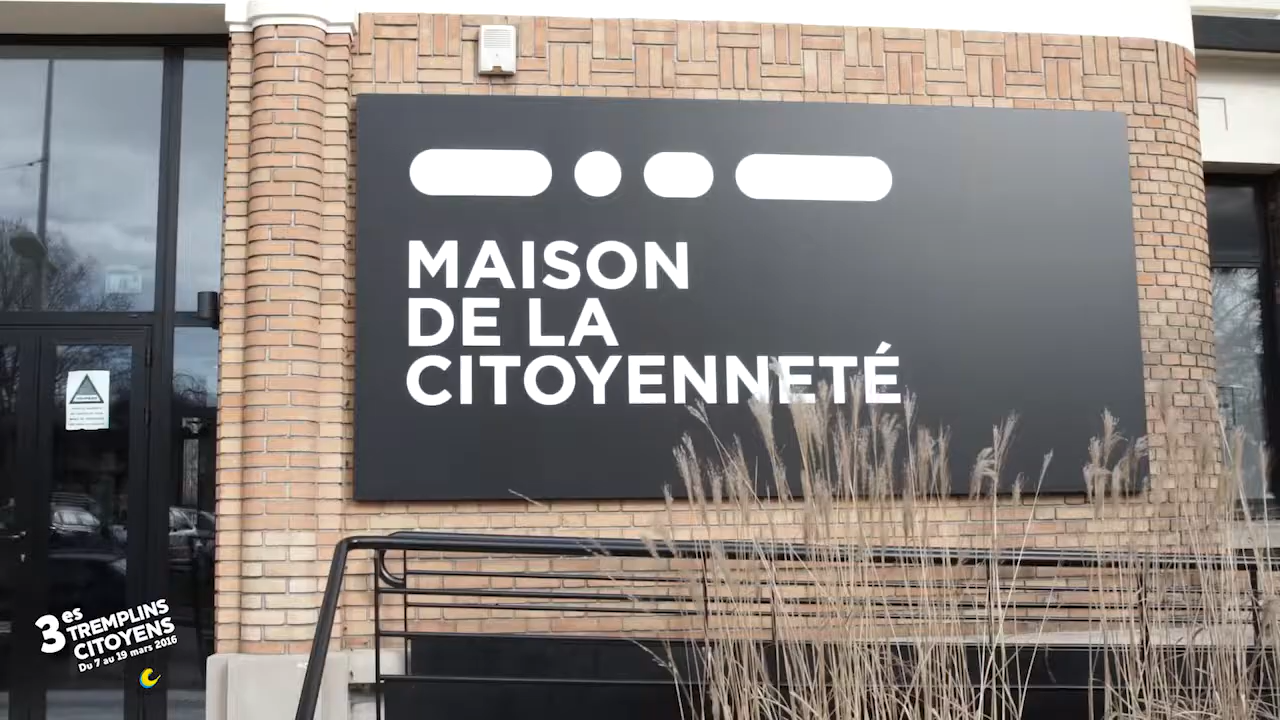 MAISON
DE LA
CITOYENNETÉ
3es TREMPLINS
CITOYENS
Du 7 au 19 mars 2016